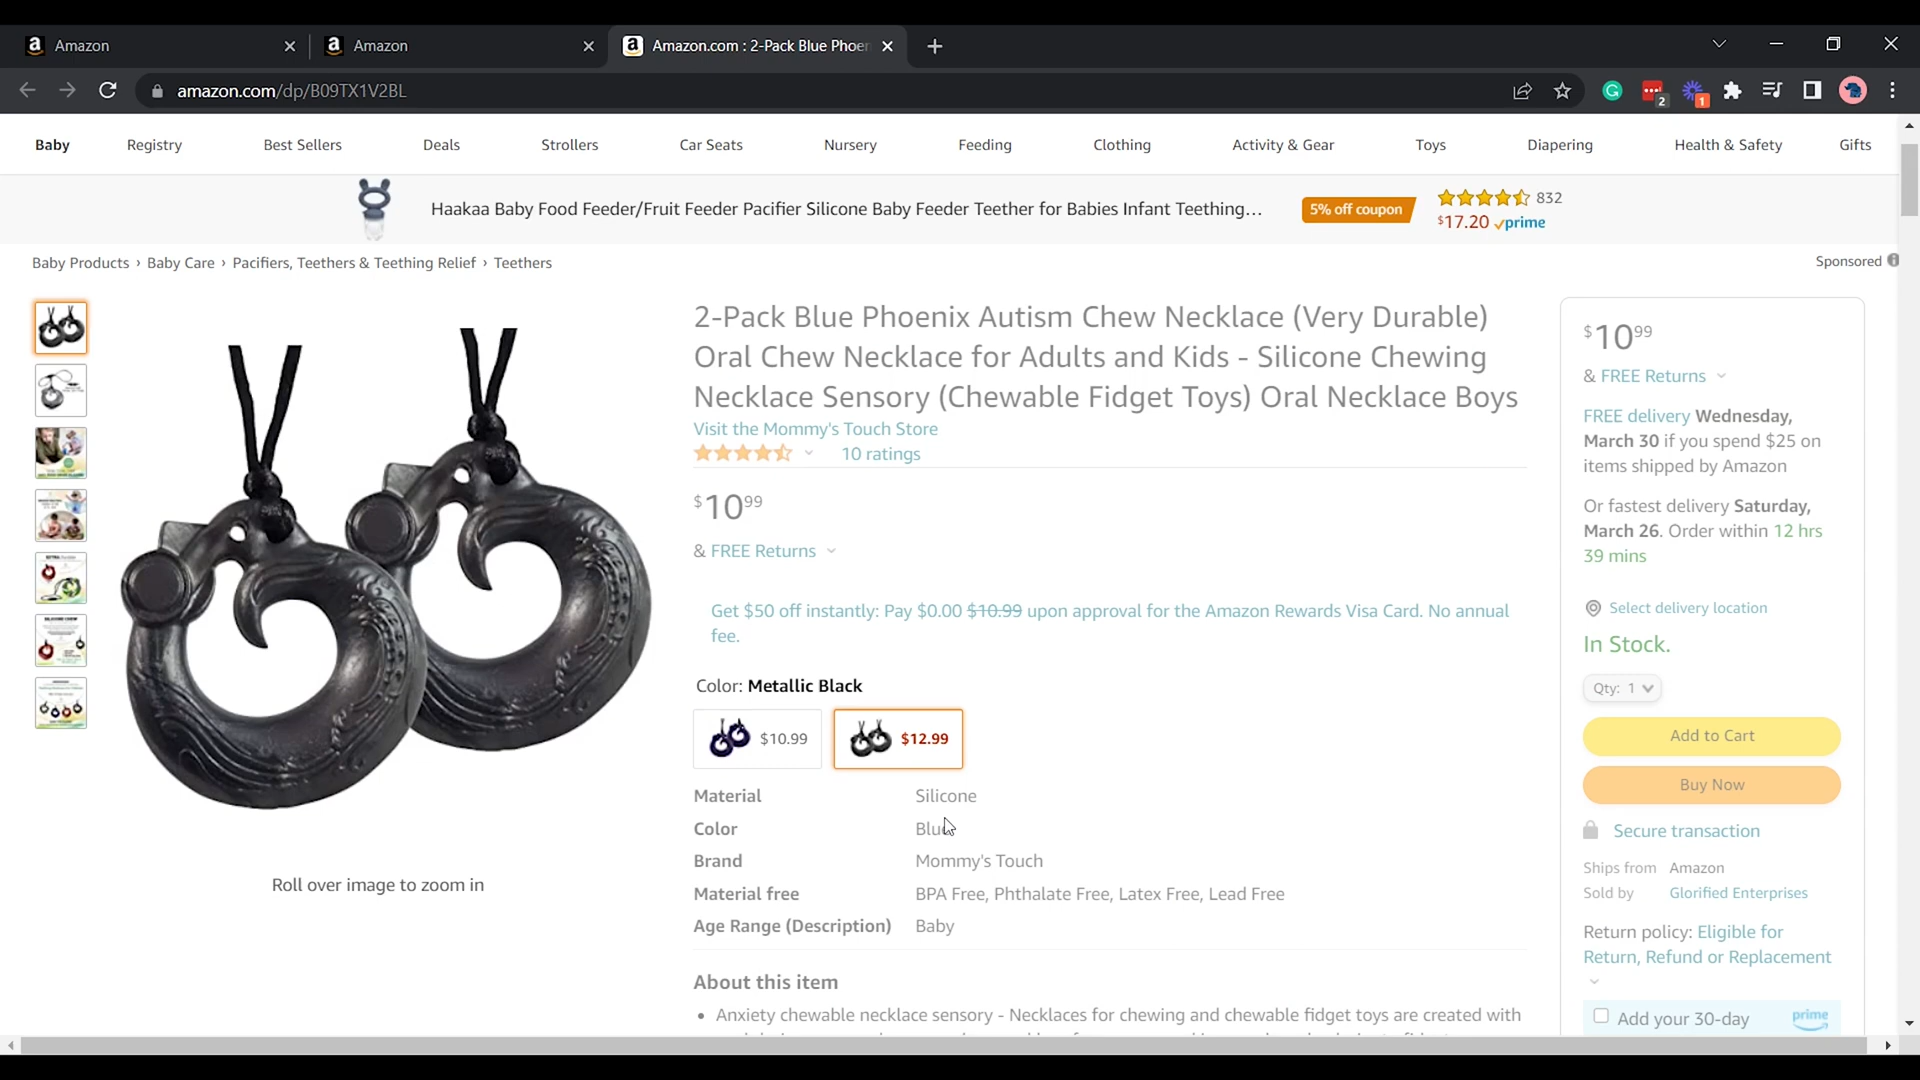 Amazon
Amazon
Amazon.com : 2-Pack Blue Phoen
amazon.com/dp/B09TX1V2BL
2
1
Baby
Registry
Best Sellers
Deals
Strollers
Car Seats
Nursery
Feeding
Clothing
Activity & Gear
Toys
Diapering
Health & Safety
Gifts
Haakaa Baby Food Feeder/Fruit Feeder Pacifier Silicone Baby Feeder Teether for Babies Infant Teething…
5% off coupon
832
$17.20 prime
Baby Products › Baby Care › Pacifiers, Teethers & Teething Relief › Teethers
Sponsored
2-Pack Blue Phoenix Autism Chew Necklace (Very Durable)
Oral Chew Necklace for Adults and Kids - Silicone Chewing
Necklace Sensory (Chewable Fidget Toys) Oral Necklace Boys
Visit the Mommy's Touch Store
10 ratings
$10.99
& FREE Returns
Get $50 off instantly: Pay $0.00 $10.99 upon approval for the Amazon Rewards Visa Card. No annual
fee.
Color: Metallic Black
$10.99
$12.99
Material Silicone
Color Blue
Brand Mommy's Touch
Material free BPA Free, Phthalate Free, Latex Free, Lead Free
Age Range (Description) Baby
About this item
• Anxiety chewable necklace sensory - Necklaces for chewing and chewable fidget toys are created with
Roll over image to zoom in
$10.99
& FREE Returns
FREE delivery Wednesday,
March 30 if you spend $25 on
items shipped by Amazon
Or fastest delivery Saturday,
March 26. Order within 12 hrs
39 mins
Select delivery location
In Stock.
Qty: 1
Add to Cart
Buy Now
Secure transaction
Ships from Amazon
Sold by Glorified Enterprises
Return policy: Eligible for
Return, Refund or Replacement
Add your 30-day
prime